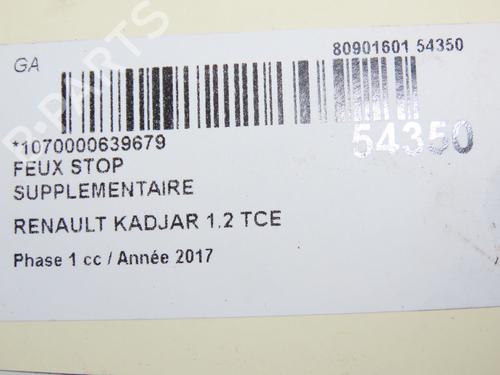 GA
80901601 54350
*1070000639679
54350
FEUX STOP
SUPPLEMENTAIRE
RENAULT KADJAR 1.2 TCE
Phase 1 cc / Année 2017